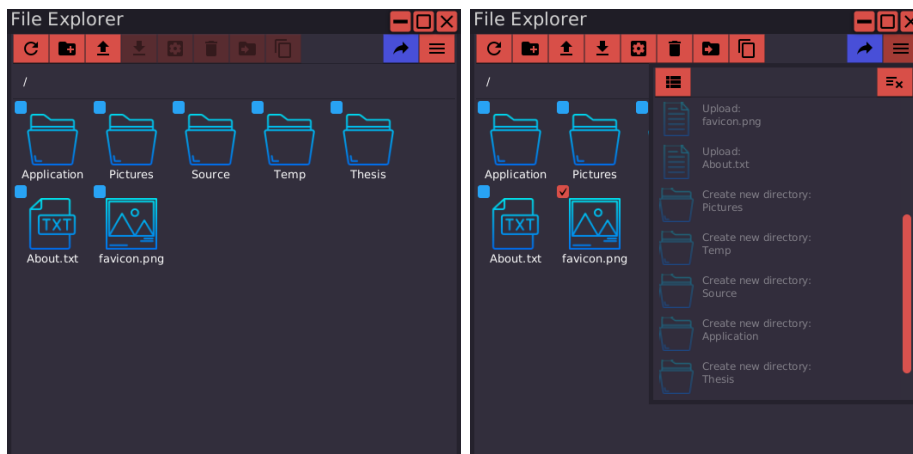 File Explorer
/
Application
Pictures
Source
Temp
Thesis
TXT
About.txt
favicon.png
File Explorer
/
Application
Pictures
TXT
About.txt
favicon.png
Upload:
favicon.png
Upload:
About.txt
Create new directory:
Pictures
Create new directory:
Temp
Create new directory:
Source
Create new directory:
Application
Create new directory:
Thesis